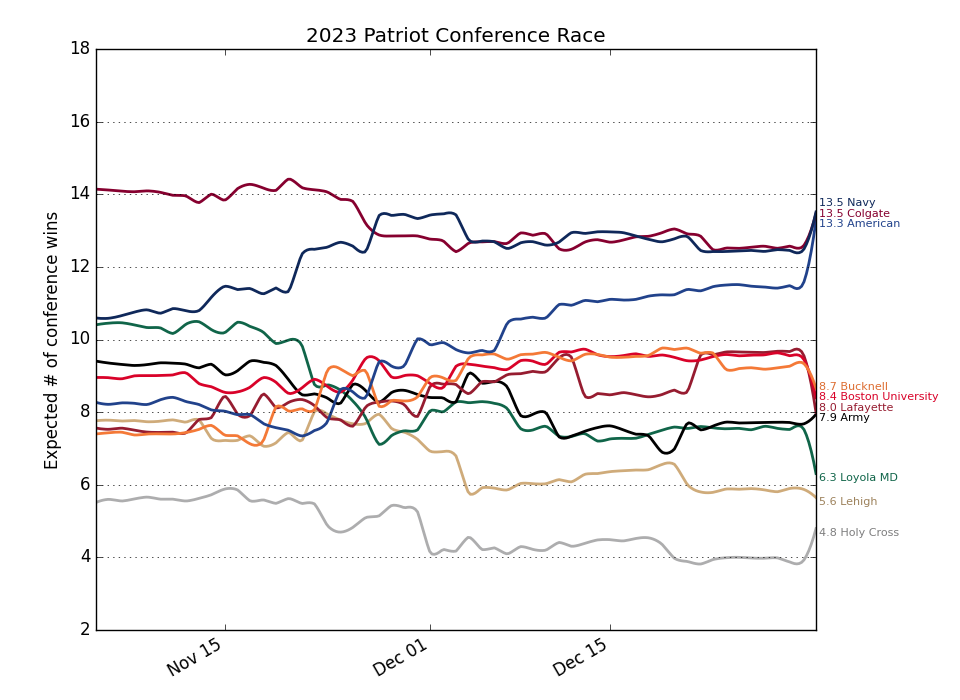 2023 Patriot Conference Race
Expected # of conference wins
18
16
14
12
10
8
6
4
2
Nov 15
Dec 01
Dec 15
13.5 Navy
13.5 Colgate
13.3 American
8.7 Bucknell
8.4 Boston University
8.0 Lafayette
7.9 Army
6.3 Loyola MD
5.6 Lehigh
4.8 Holy Cross